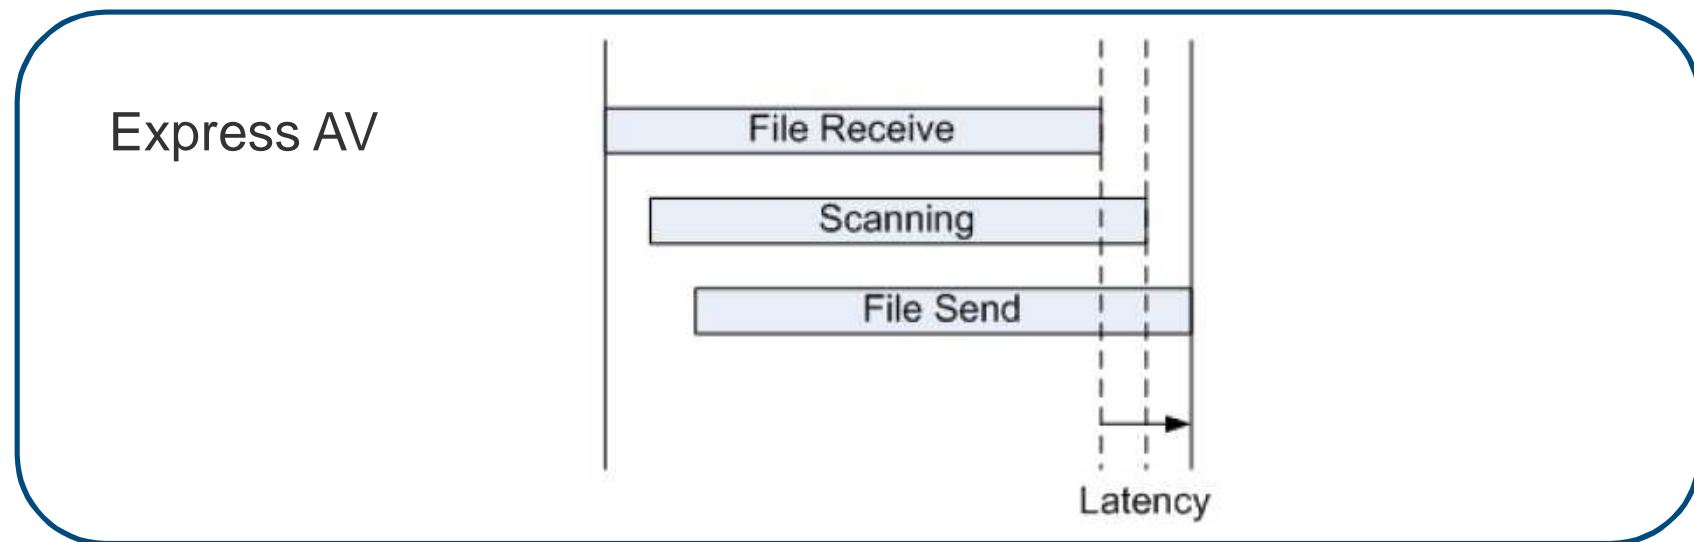 Express AV
File Receive
Scanning
File Send
Latency